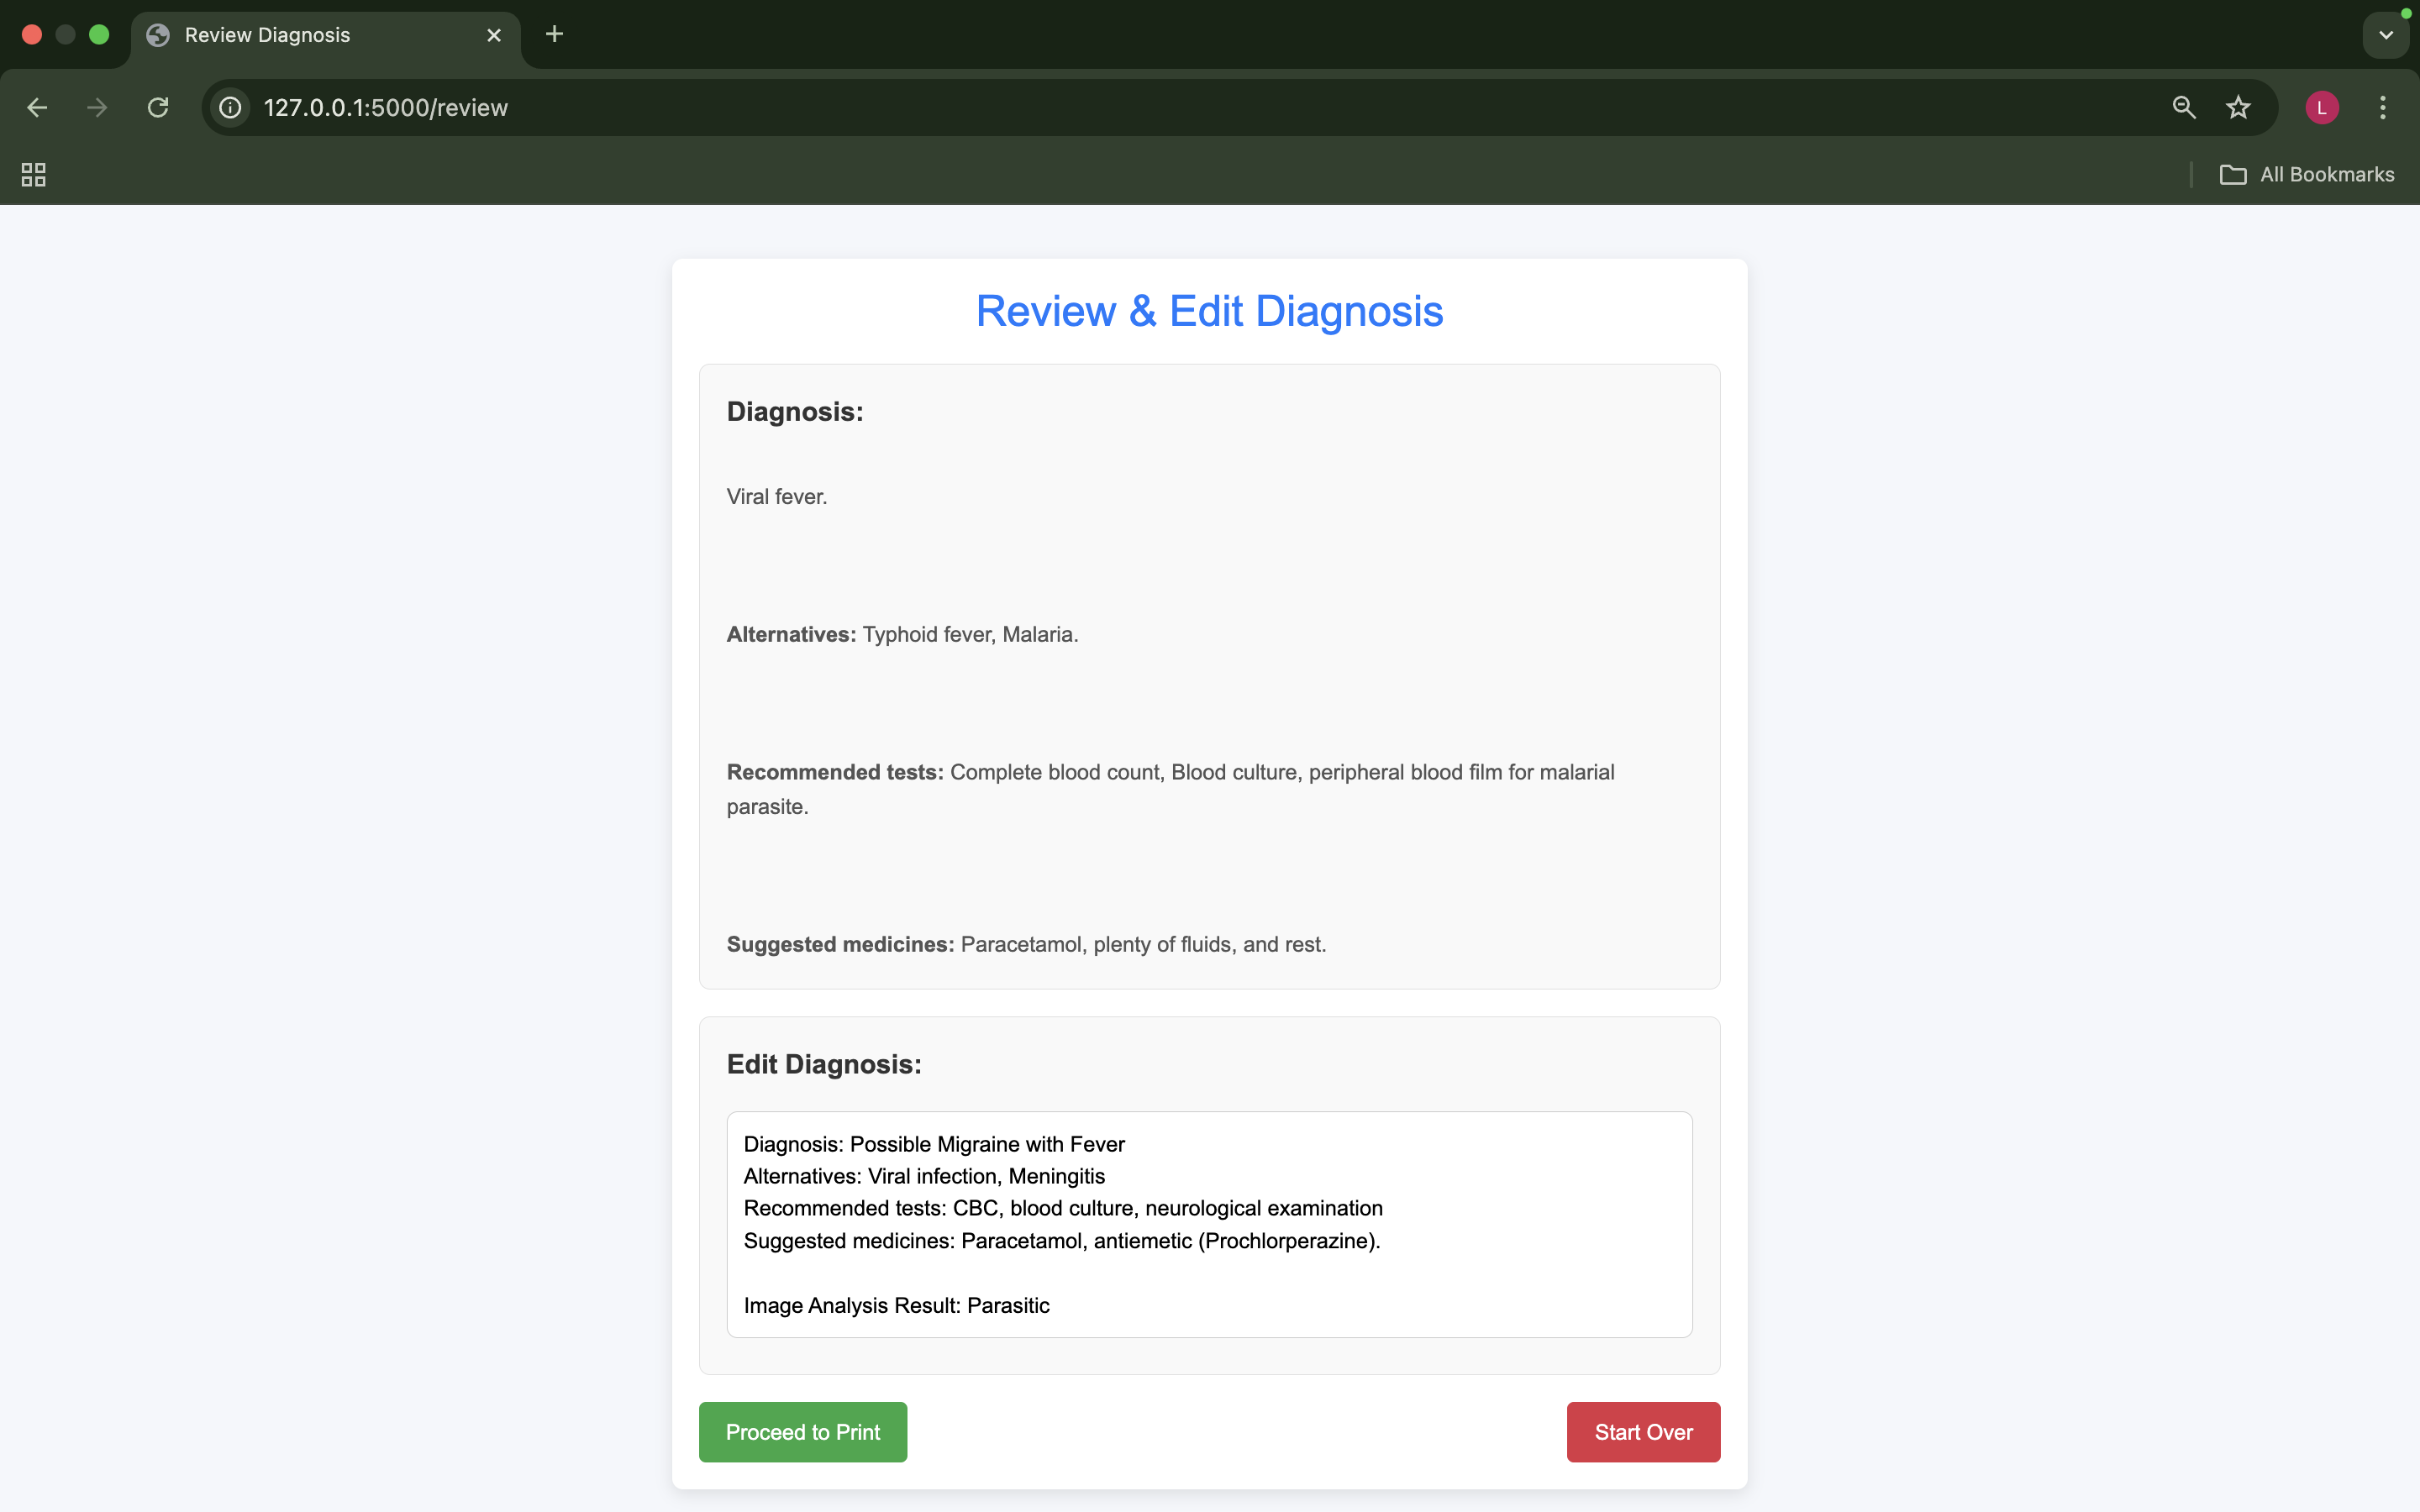 Review Diagnosis
127.0.0.1:5000/review
L
All Bookmarks
Review & Edit Diagnosis
Diagnosis:
Viral fever.
Alternatives: Typhoid fever, Malaria.
Recommended tests: Complete blood count, Blood culture, peripheral blood film for malarial
parasite.
Suggested medicines: Paracetamol, plenty of fluids, and rest.
Edit Diagnosis:
Diagnosis: Possible Migraine with Fever
Alternatives: Viral infection, Meningitis
Recommended tests: CBC, blood culture, neurological examination
Suggested medicines: Paracetamol, antiemetic (Prochlorperazine).
Image Analysis Result: Parasitic
Proceed to Print
Start Over